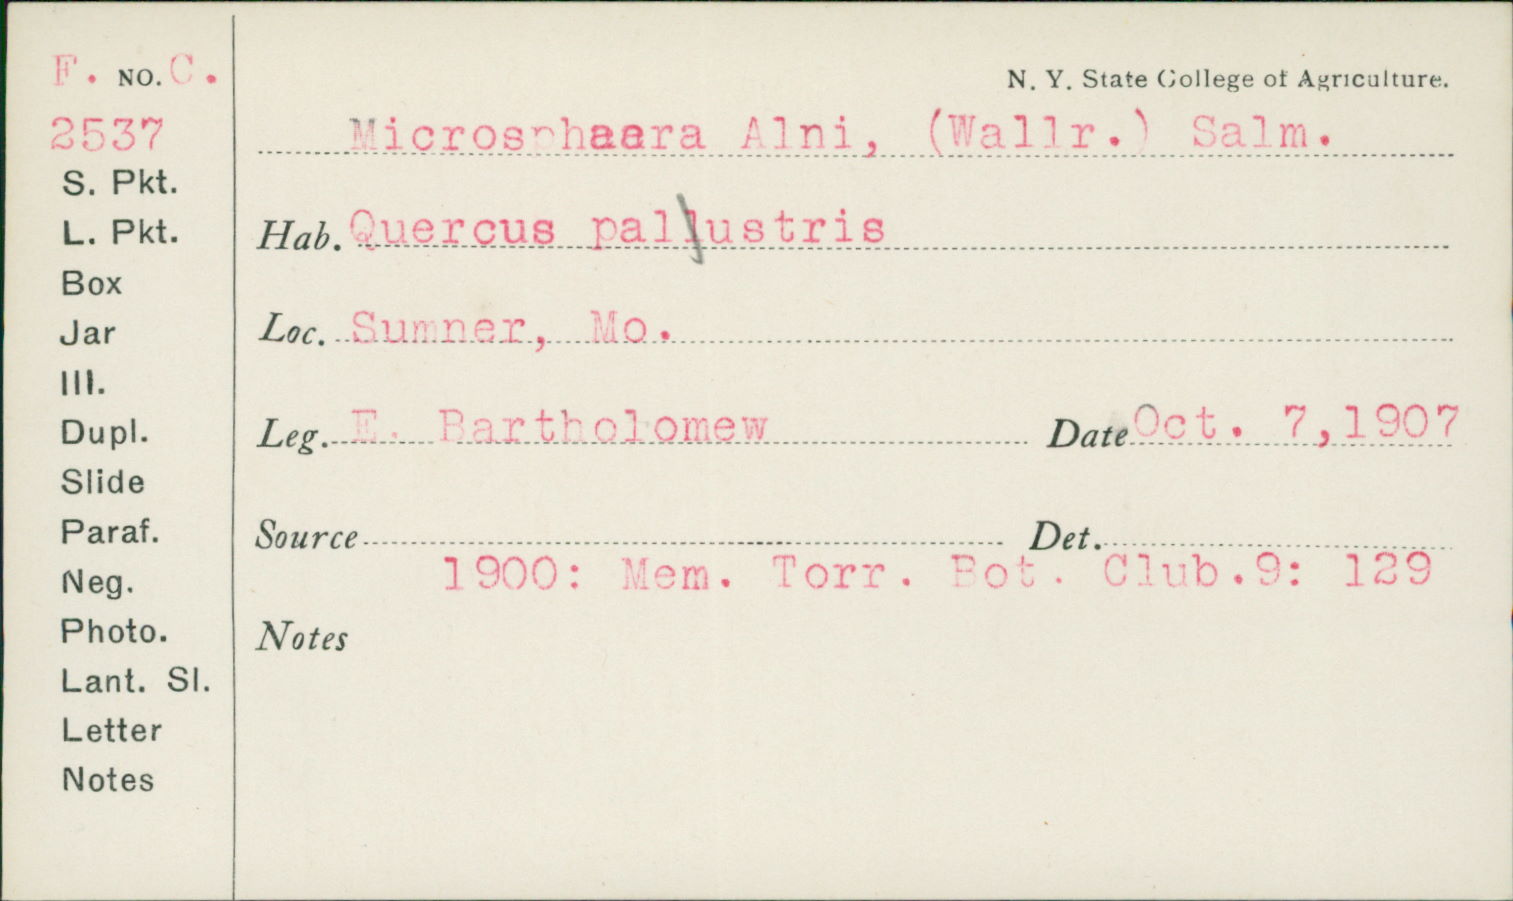 F. NO. C.
N. Y. State College of Agriculture.
2537
Microsphaera Alni, (Wallr.) Salm.
S. Pkt.
L. Pkt.
Hab. Quercus pallustris
Box
Jar
Loc. Sumner, Mo.
Ill.
Dupl.
Leg. E. Bartholomew Date Oct. 7,1907
Slide
Paraf.
Source Det.
1900: Mem. Torr. Bot. Club.9: 129
Neg.
Photo.
Notes
Lant. Sl.
Letter
Notes